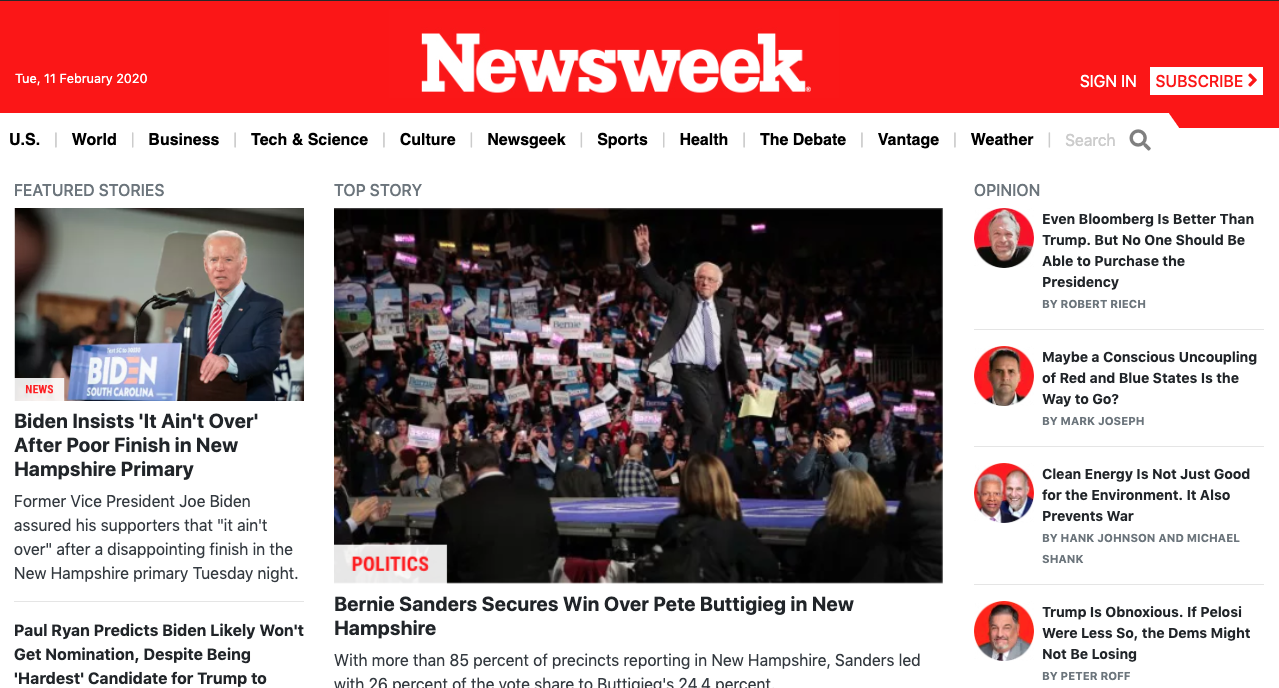 Newsweek
Tue, 11 February 2020
SIGN IN
SUBSCRIBE
U.S. | World | Business | Tech & Science | Culture | Newsgeek | Sports | Health | The Debate | Vantage | Weather | Search
FEATURED STORIES
BIDEN
SOUTH CAROLINA
NEWS
Biden Insists 'It Ain't Over'
After Poor Finish in New
Hampshire Primary
Former Vice President Joe Biden
assured his supporters that "it ain't
over" after a disappointing finish in the
New Hampshire primary Tuesday night.
Paul Ryan Predicts Biden Likely Won't
Get Nomination, Despite Being
'Hardest' Candidate for Trump to
TOP STORY
Bernie
Bernie
Bernie
POLITICS
Bernie Sanders Secures Win Over Pete Buttigieg in New
Hampshire
With more than 85 percent of precincts reporting in New Hampshire, Sanders led
with 26 percent of the vote share to Buttigieg's 24.4 percent.
OPINION
Even Bloomberg Is Better Than
Trump. But No One Should Be
Able to Purchase the
Presidency
BY ROBERT RIECH
Maybe a Conscious Uncoupling
of Red and Blue States Is the
Way to Go?
BY MARK JOSEPH
Clean Energy Is Not Just Good
for the Environment. It Also
Prevents War
BY HANK JOHNSON AND MICHAEL
SHANK
Trump Is Obnoxious. If Pelosi
Were Less So, the Dems Might
Not Be Losing
BY PETER ROFF